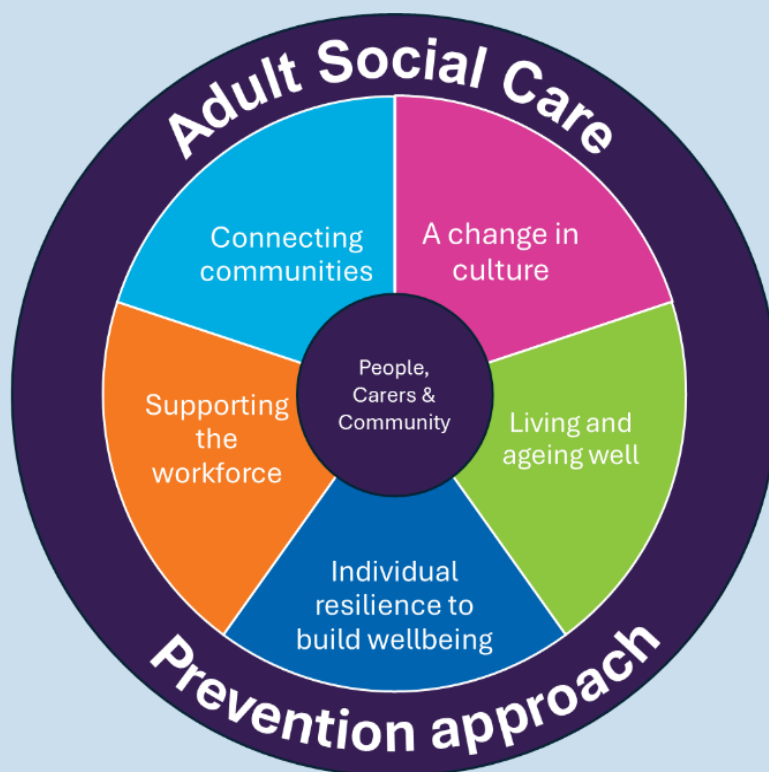 Adult Social Care
Connecting
communities
A change in
culture
People,
Carers &
Community
Supporting
the
workforce
Living and
ageing well
Individual
resilience to
build wellbeing
Prevention approach